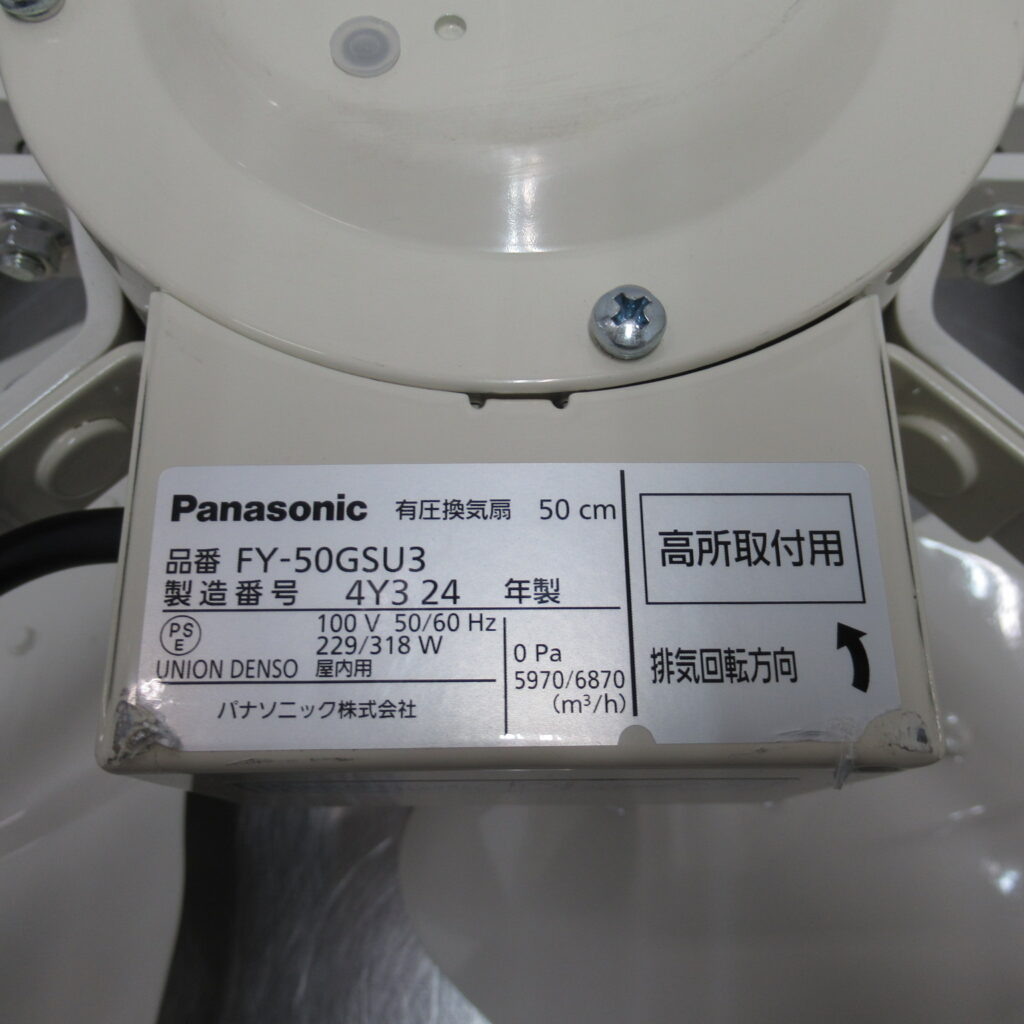 Panasonic 有圧換気扇 50 cm
品番 FY-50GSU3
製造番号 4Y3 24 年製
PS
E
100 V 50/60 Hz
229/318 W
UNION DENSO 屋内用
パナソニック株式会社
0 Pa
5970/6870
(m³/h)
高所取付用
排気回転方向